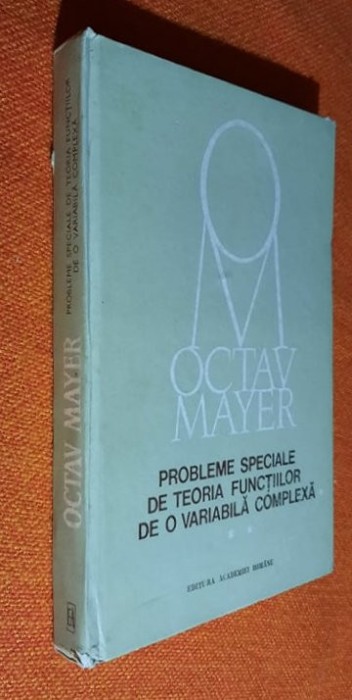 PROBLEME SPECIALE DE TEORIA FUNCȚIILOR
DE O VARIABILĂ COMPLEXĂ
OCTAV MAYER
OCTAV
MAYER
PROBLEME SPECIALE
DE TEORIA FUNCȚIILOR
DE O VARIABILĂ COMPLEXĂ
* *
EDITURA ACADEMIEI ROMÂNE